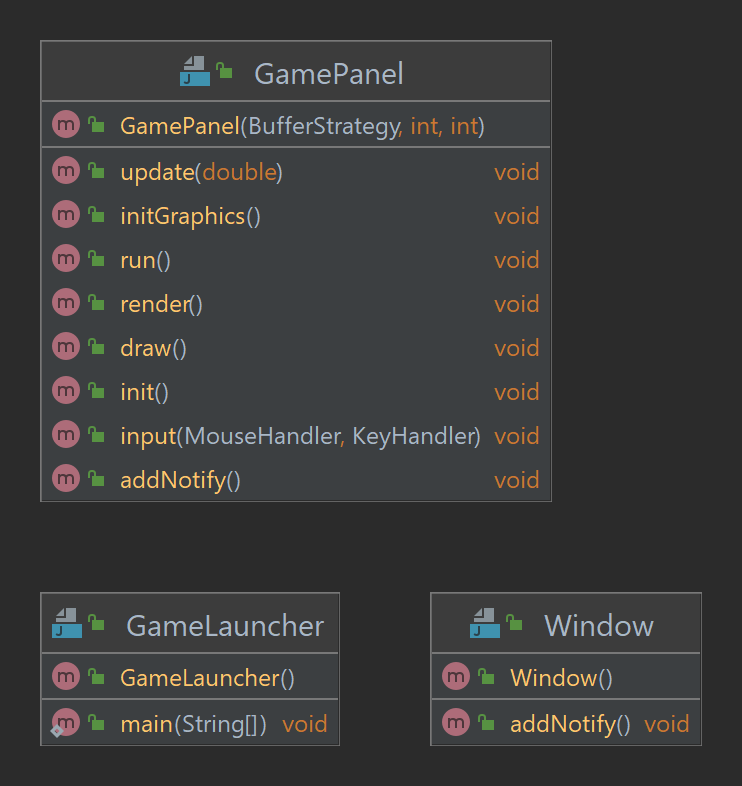 GamePanel
GamePanel(BufferStrategy, int, int)
update(double) void
initGraphics() void
run() void
render() void
draw() void
init() void
input(MouseHandler, KeyHandler) void
addNotify() void
GameLauncher
GameLauncher()
main(String[]) void
Window
Window()
addNotify() void